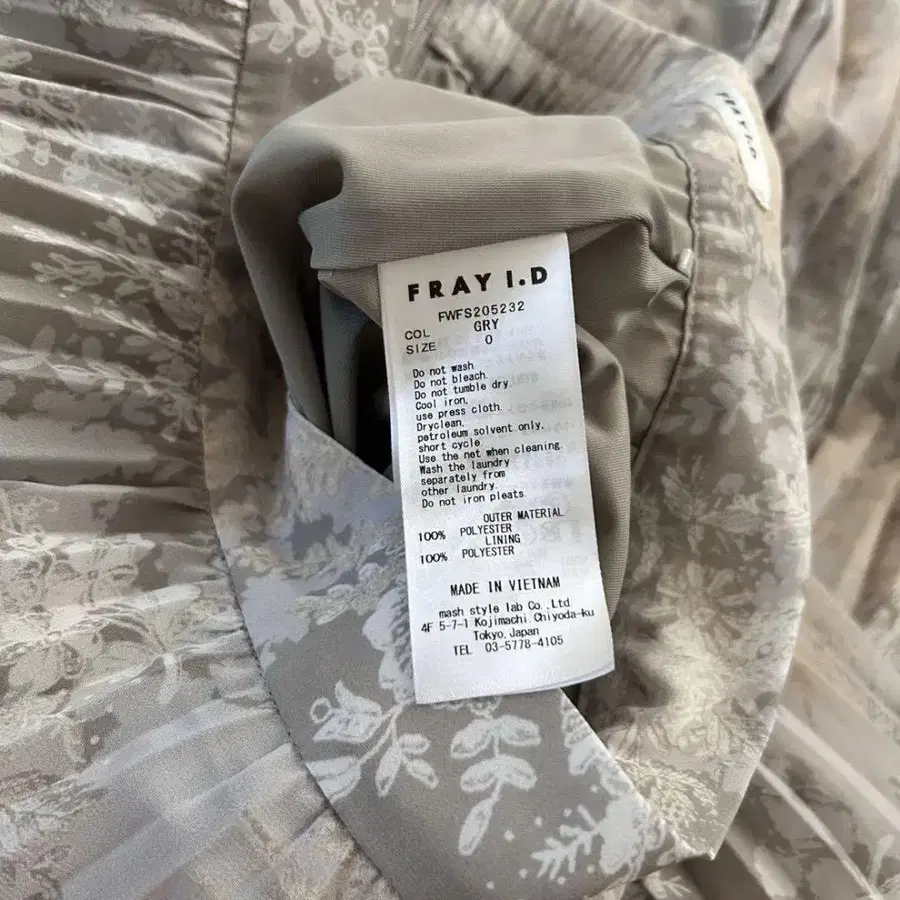 FRAY I.D
FRAY I.D
FWFS205232
COL GRY
SIZE 0
Do not wash.
Do not bleach.
Do not tumble dry.
Cool iron,
use press cloth.
Dryclean,
petroleum solvent only,
short cycle.
Use the net when cleaning.
Wash the laundry
separately from
other laundry.
Do not iron pleats.
OUTER MATERIAL
100% POLYESTER
LINING
100% POLYESTER
MADE IN VIETNAM
mash style lab Co.,Ltd.
4F 5-7-1 Kojimachi Chiyoda-ku
Tokyo,Japan
TEL 03-5778-4105